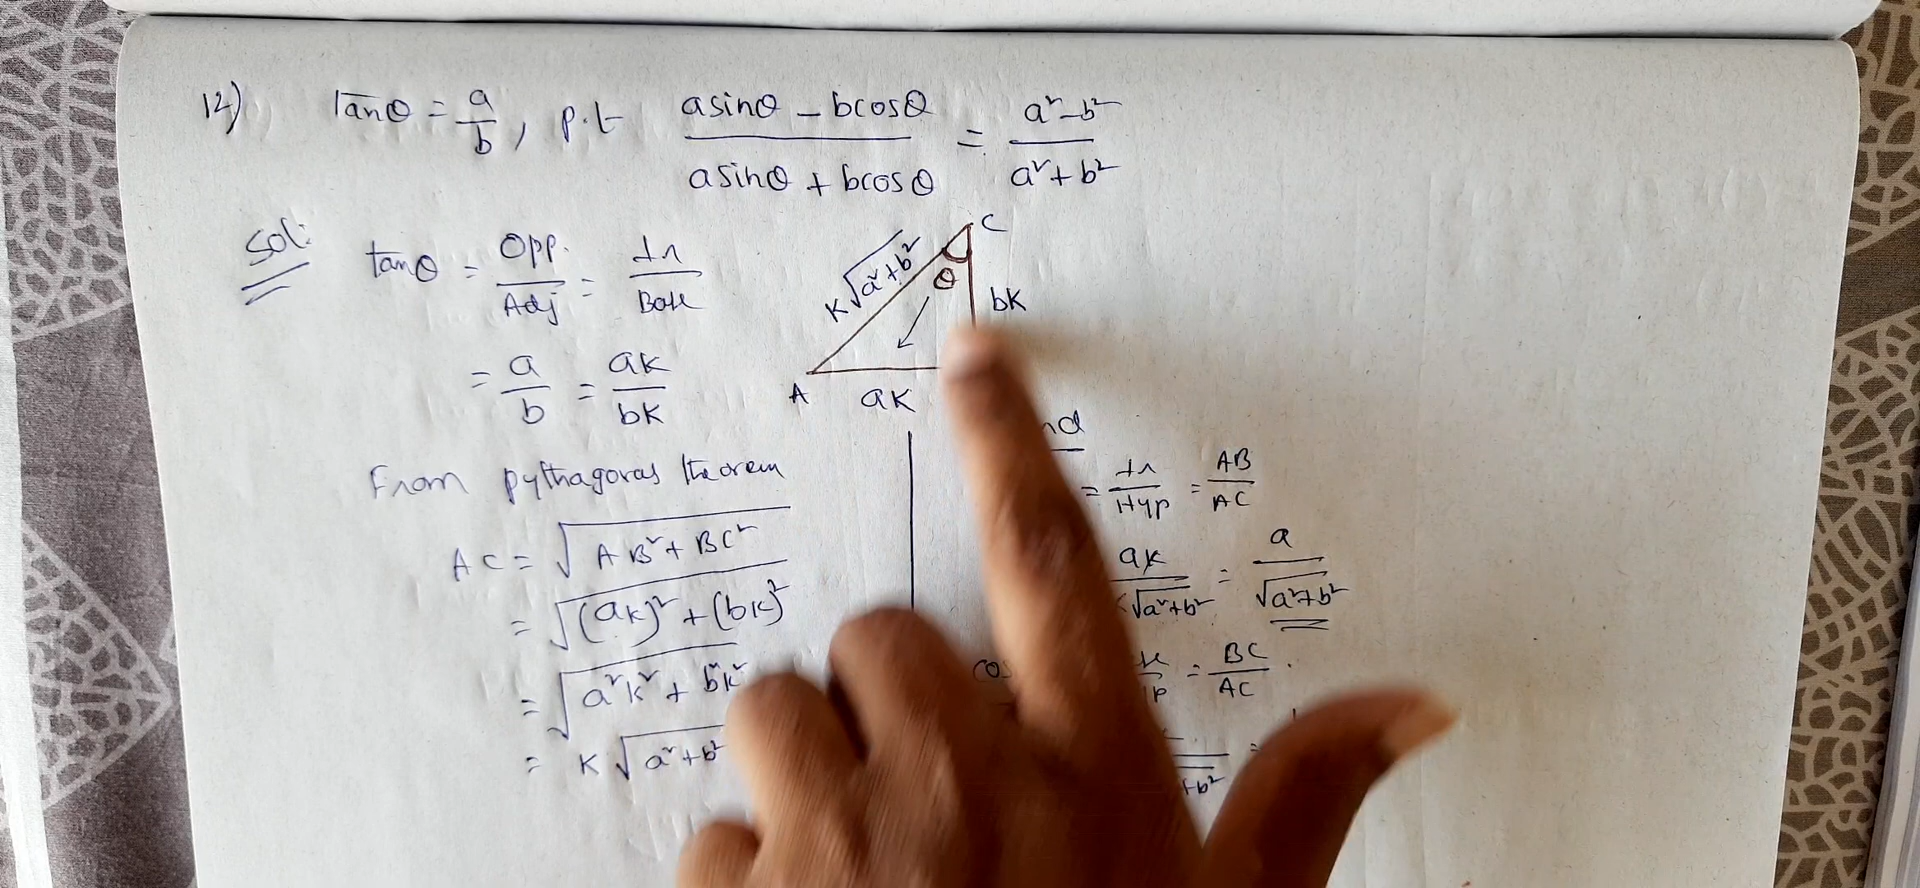 12) Tanθ = a/b, p.t (asinθ - bcosθ)/(asinθ + bcosθ) = (a² - b²)/(a² + b²)
Sol: tanθ = Opp./Adj =
= a/b = ak/bk
C
θ
K√(a²+b²)
bK
A
aK
From pythagoras theorem
AC = √(AB² + BC²)
= √((ak)² + (bk)²)
= √(a²k² + b²k²)
= K√(a²+b²)
/Hyp = AB/AC
ak/√(a²+b²) = a/√(a²+b²)
cos = BC/AC
+b²